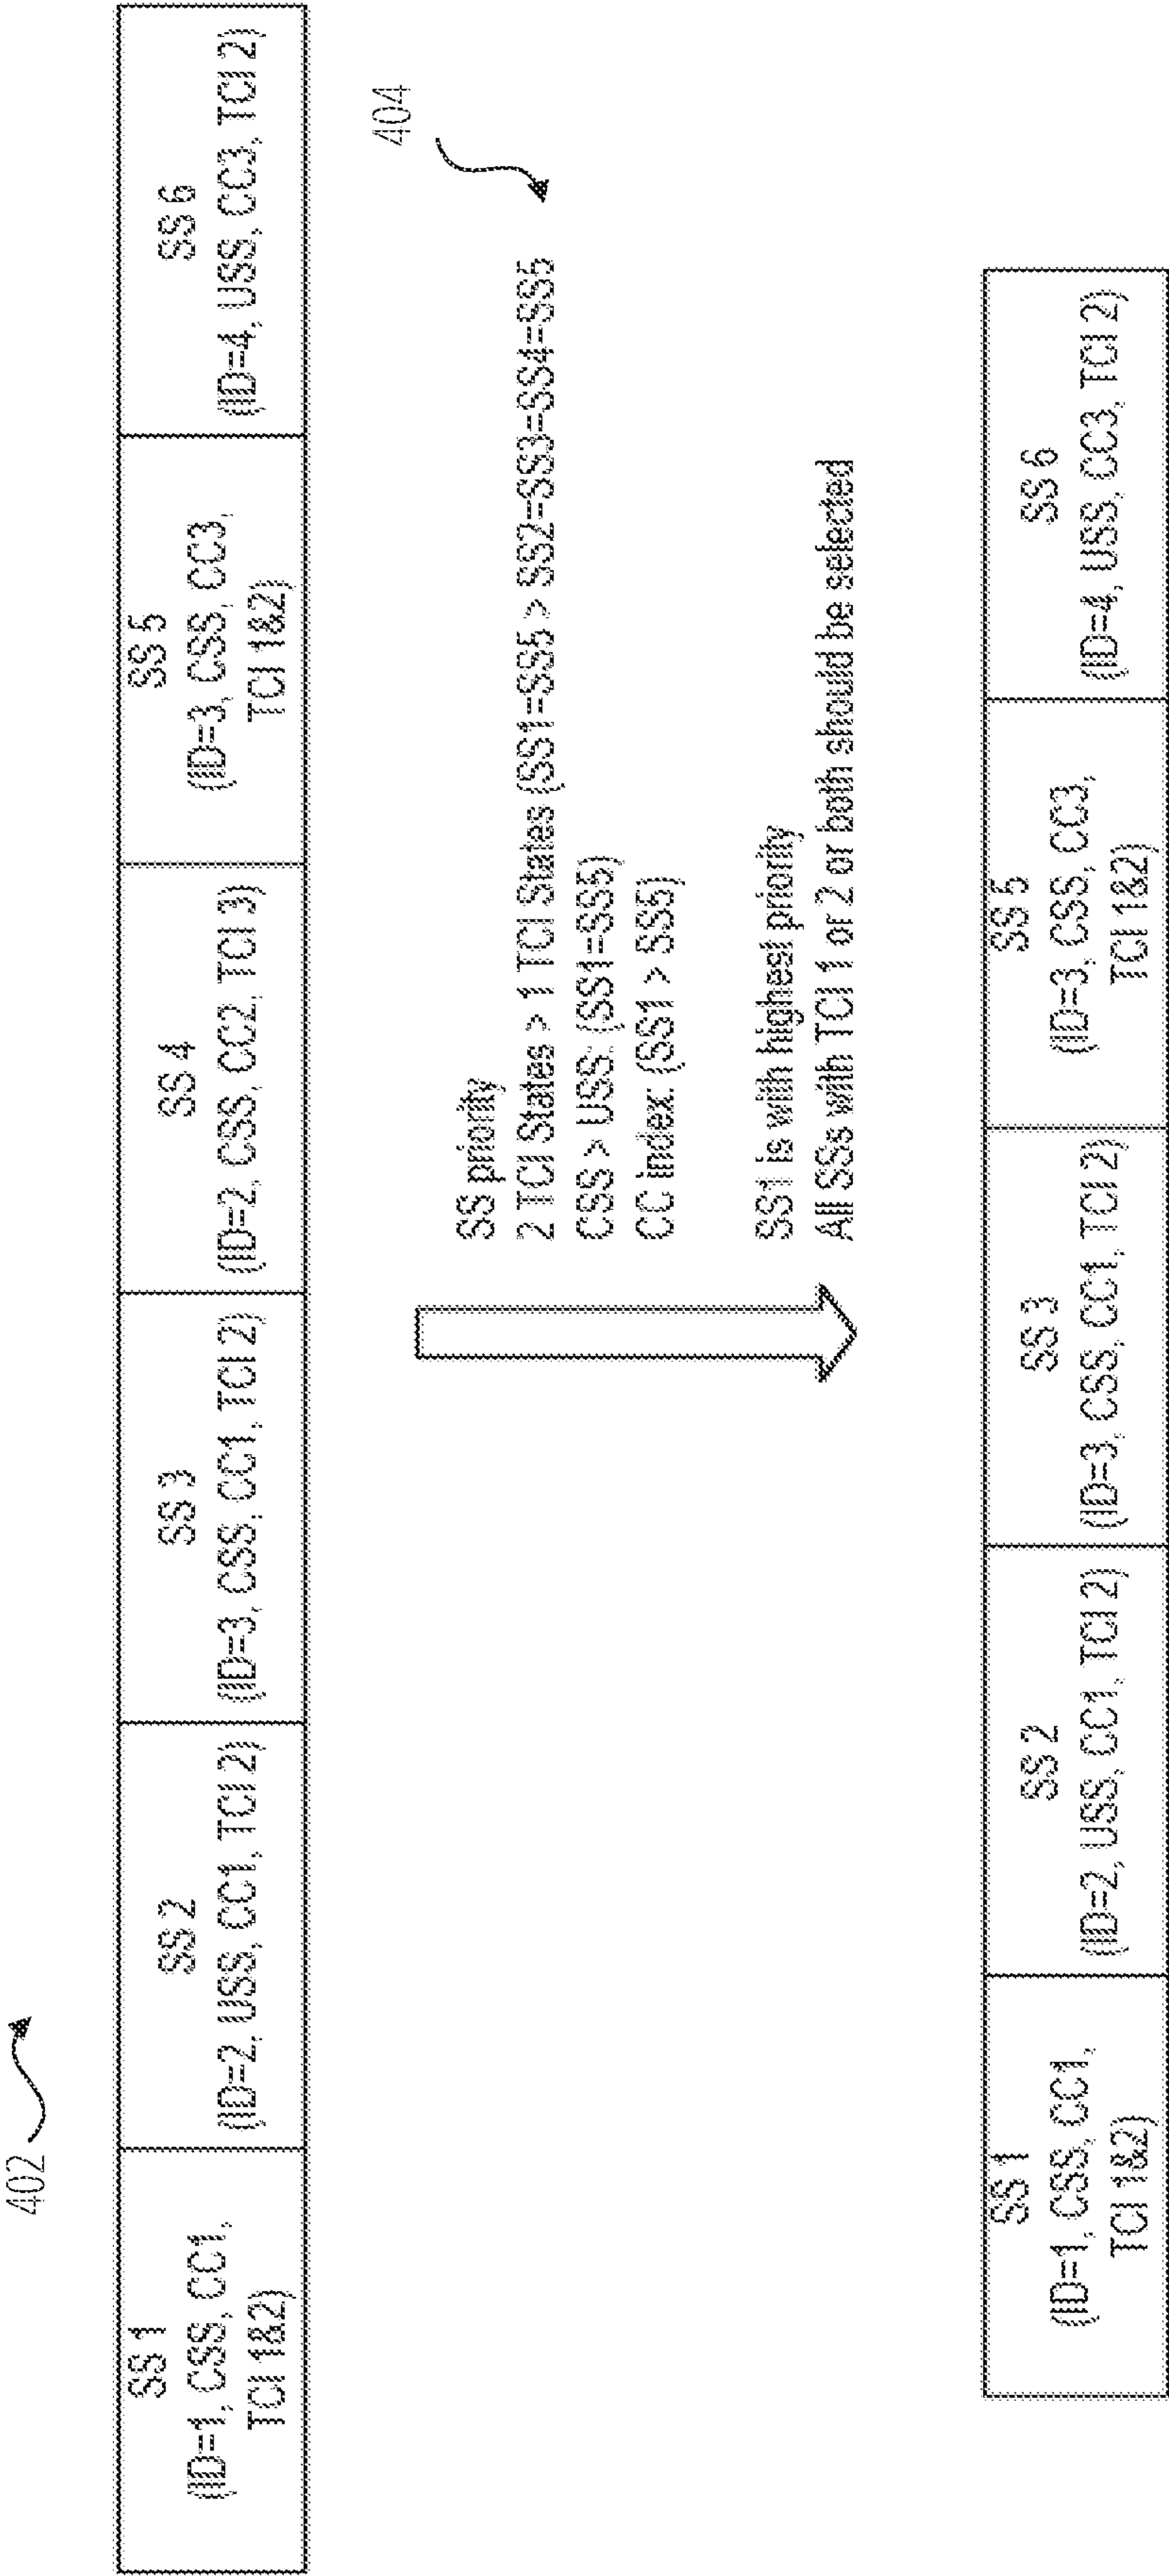 402
SS 1
(ID=1, CSS, CC1,
TCI 1&2)
SS 2
(ID=2, USS, CC1, TCI 2)
SS 3
(ID=3, CSS, CC1, TCI 2)
SS 4
(ID=2, CSS, CC2, TCI 3)
SS 5
(ID=3, CSS, CC3,
TCI 1&2)
SS 6
(ID=4, USS, CC3, TCI 2)
404
SS priority
2 TCI States > 1 TCI States (SS1=SS5 > SS2=SS3=SS4=SS5
CSS > USS: (SS1=SS5)
CC index: (SS1 > SS5)
SS1 is with highest priority
All SSs with TCI 1 or 2 or both should be selected
SS 1
(ID=1, CSS, CC1,
TCI 1&2)
SS 2
(ID=2, USS, CC1, TCI 2)
SS 3
(ID=3, CSS, CC1, TCI 2)
SS 5
(ID=3, CSS, CC3,
TCI 1&2)
SS 6
(ID=4, USS, CC3, TCI 2)